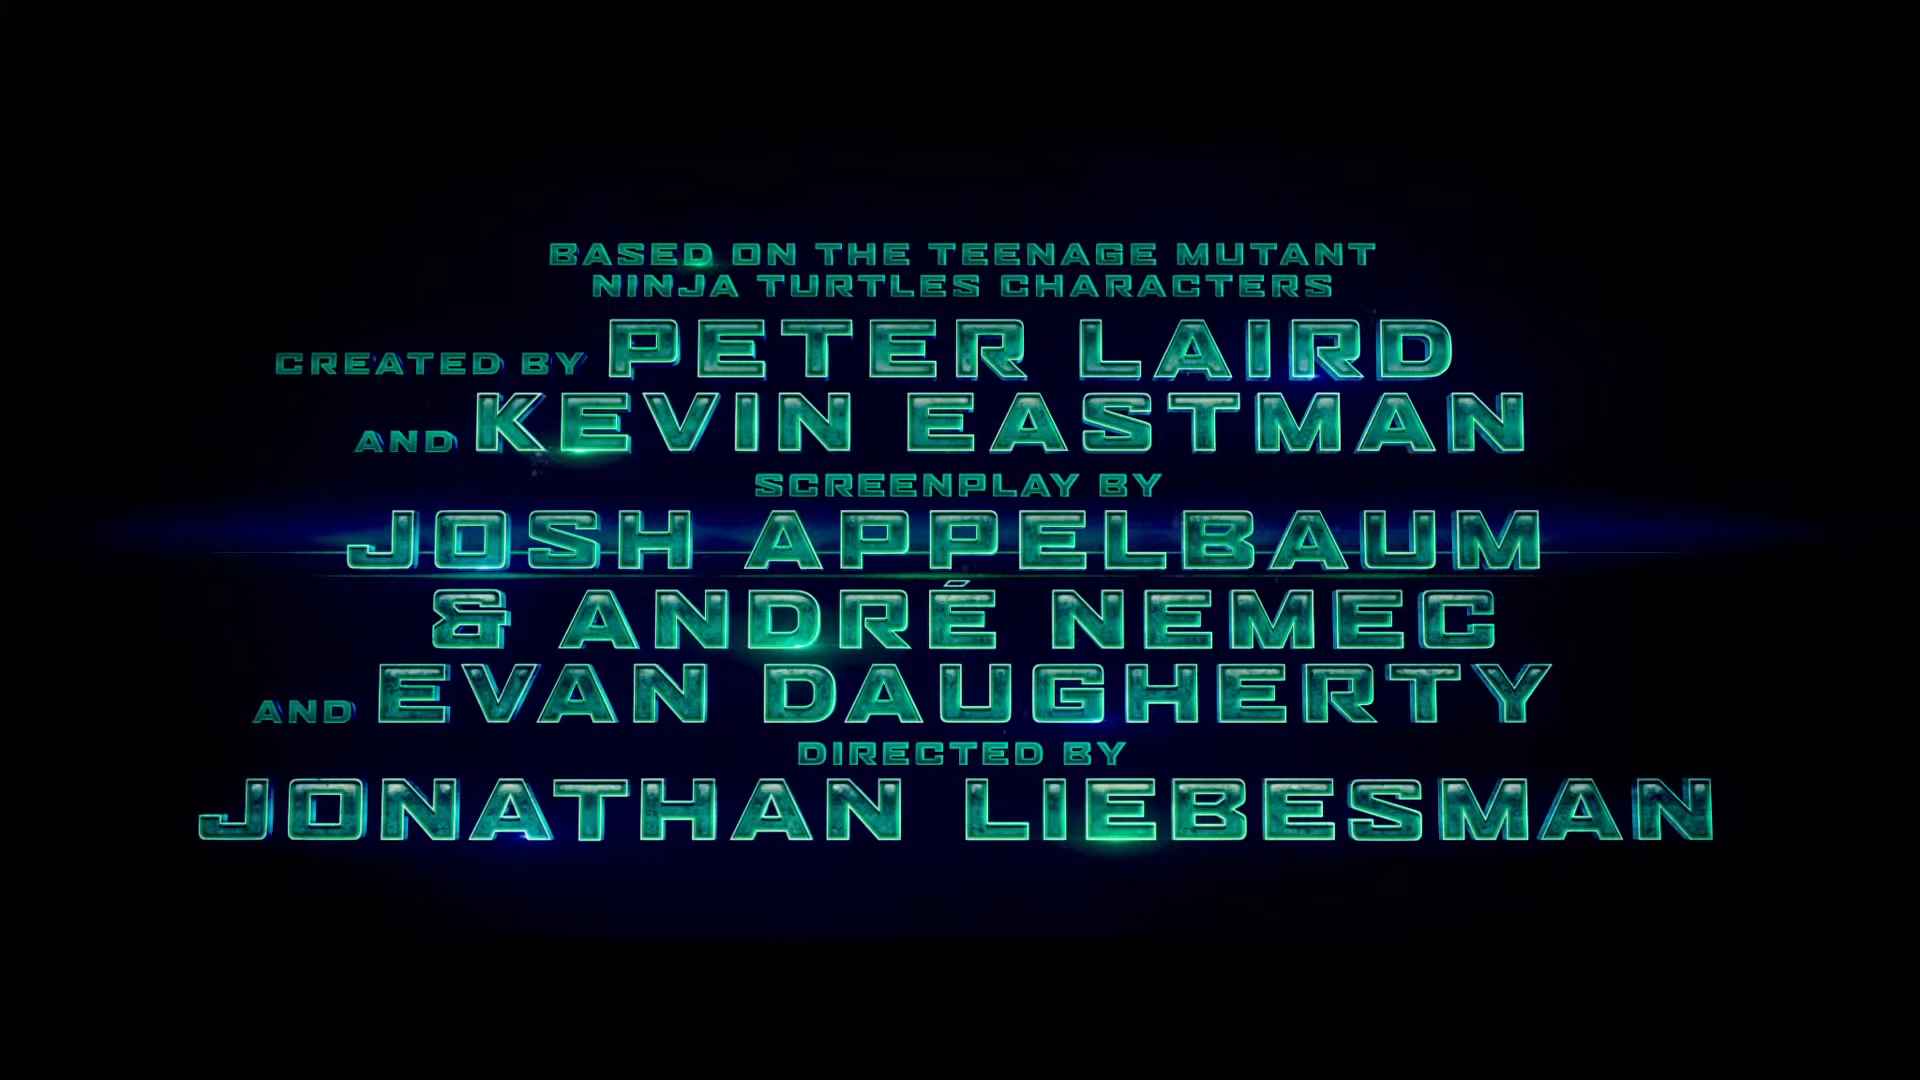 BASED ON THE TEENAGE MUTANT
NINJA TURTLES CHARACTERS
CREATED BY PETER LAIRD
AND KEVIN EASTMAN
SCREENPLAY BY
JOSH APPELBAUM
& ANDRÉ NEMEC
AND EVAN DAUGHERTY
DIRECTED BY
JONATHAN LIEBESMAN